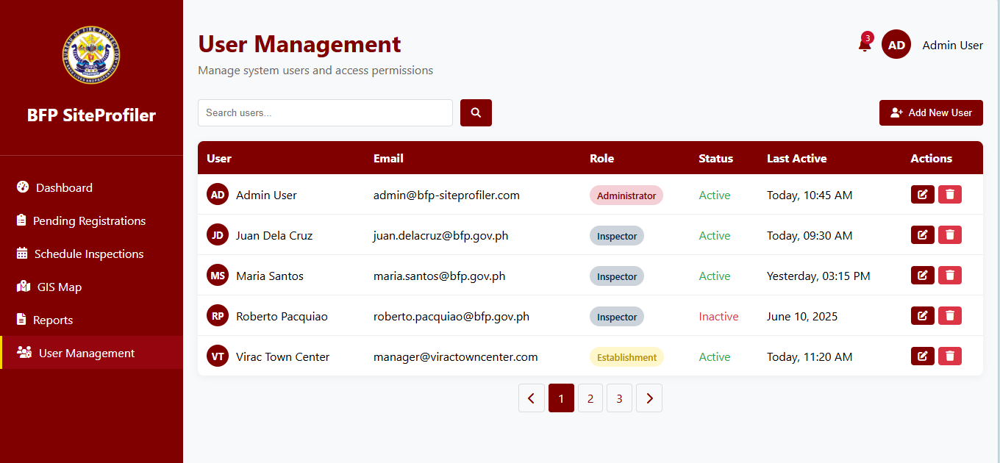 BUREAU OF FIRE PROTECTION
BFP SiteProfiler
Dashboard
Pending Registrations
Schedule Inspections
GIS Map
Reports
User Management
User Management
Manage system users and access permissions
3
AD
Admin User
Search users...
Add New User
User Email Role Status Last Active Actions
AD Admin User admin@bfp-siteprofiler.com Administrator Active Today, 10:45 AM
JD Juan Dela Cruz juan.delacruz@bfp.gov.ph Inspector Active Today, 09:30 AM
MS Maria Santos maria.santos@bfp.gov.ph Inspector Active Yesterday, 03:15 PM
RP Roberto Pacquiao roberto.pacquiao@bfp.gov.ph Inspector Inactive June 10, 2025
VT Virac Town Center manager@viractowncenter.com Establishment Active Today, 11:20 AM
1 2 3